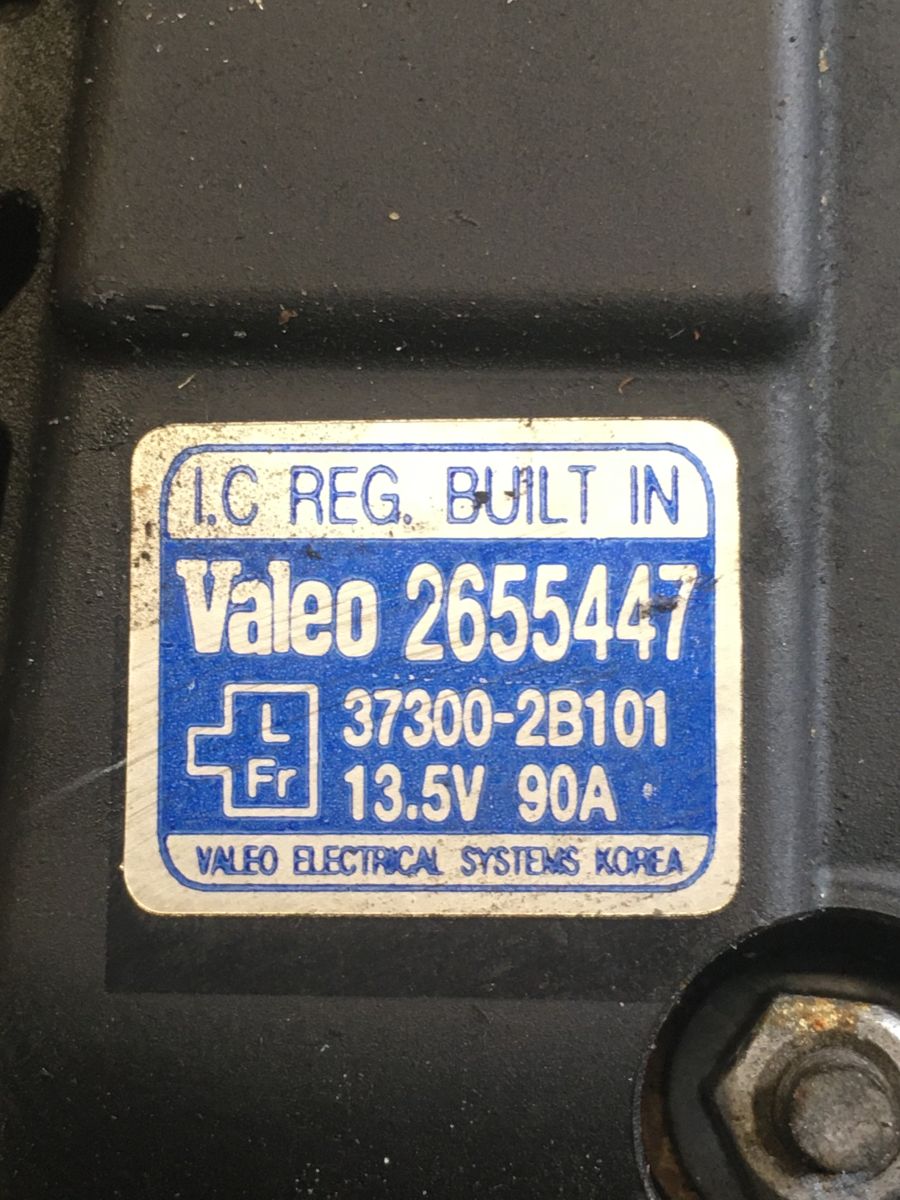 I.C REG. BUILT IN
Valeo 2655447
L 37300-2B101
Fr 13.5V 90A
VALEO ELECTRICAL SYSTEMS KOREA